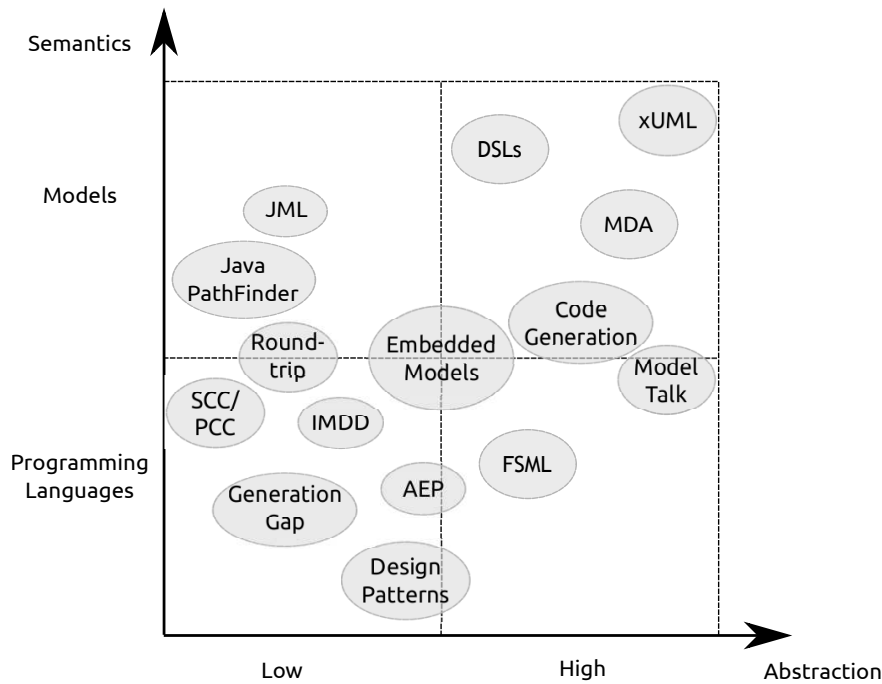 Semantics
xUML
DSLs
Models
JML
MDA
Java
PathFinder
Code
Generation
Round-
trip
Embedded
Models
Model
Talk
SCC/
PCC
IMDD
Programming
Languages
FSML
AEP
Generation
Gap
Design
Patterns
Low
High
Abstraction